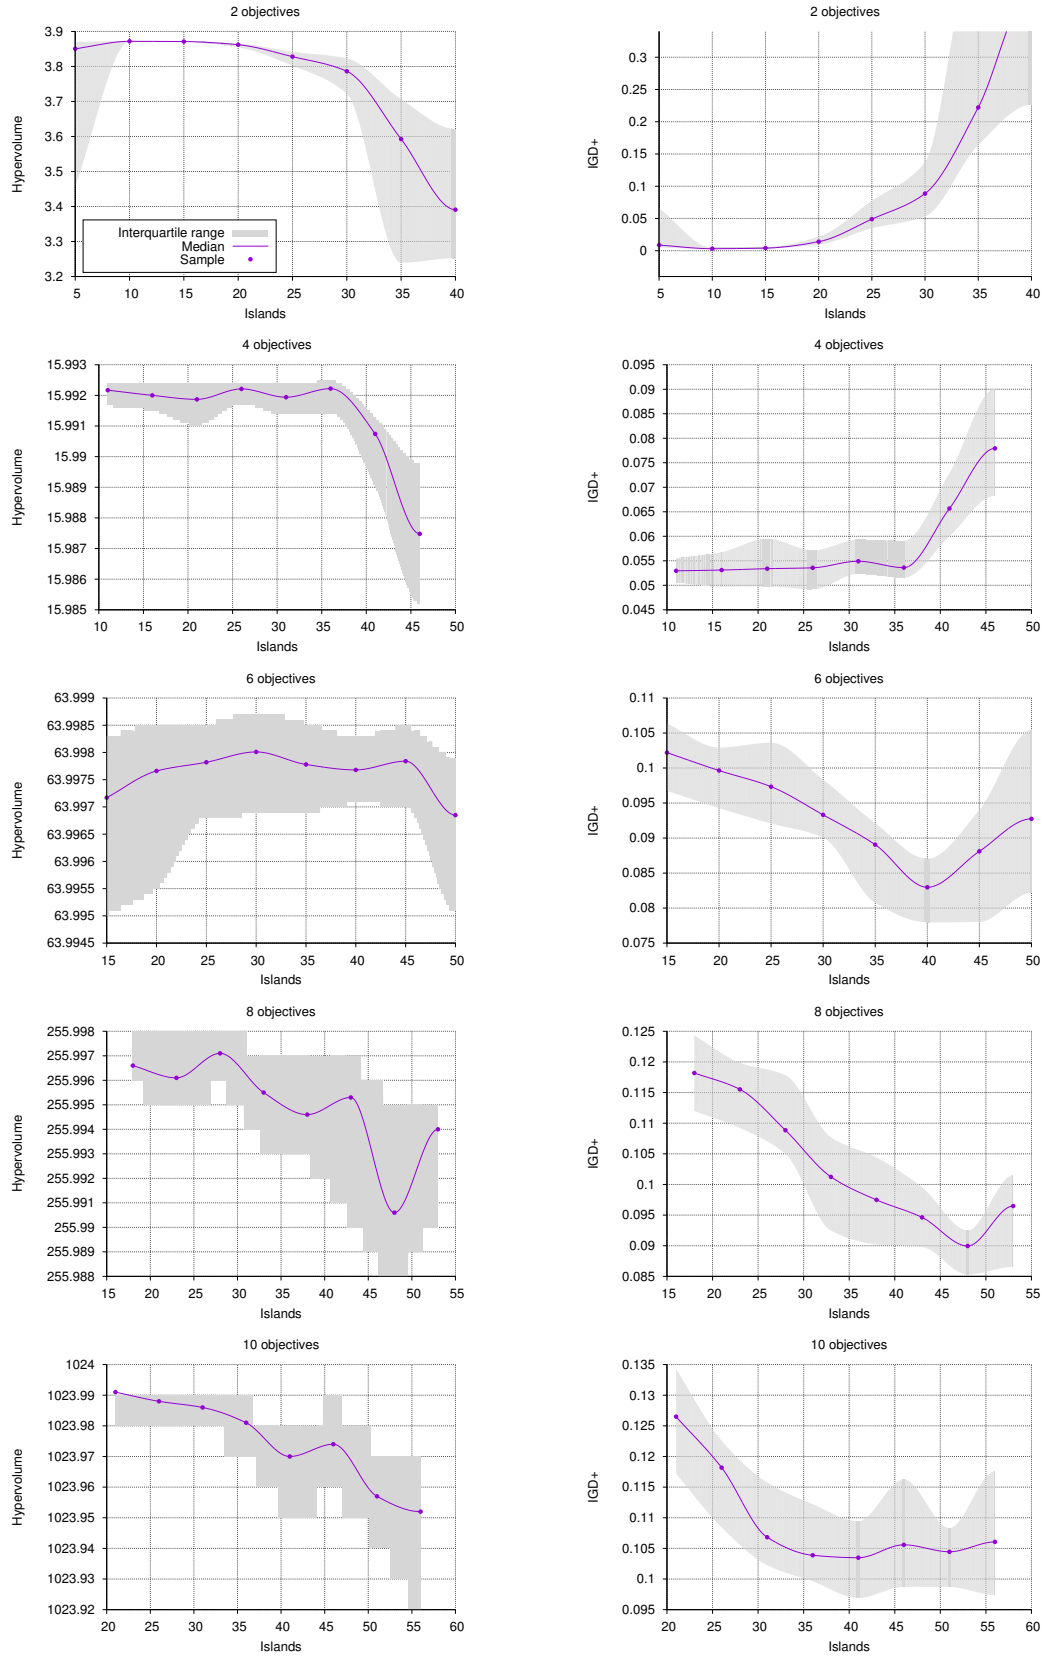 2 objectives
Hypervolume
3.9
3.8
3.7
3.6
3.5
3.4
3.3
3.2
Interquartile range
Median
Sample
5 10 15 20 25 30 35 40
Islands
2 objectives
IGD+
0.3
0.25
0.2
0.15
0.1
0.05
0
5 10 15 20 25 30 35 40
Islands
4 objectives
Hypervolume
15.993
15.992
15.991
15.99
15.989
15.988
15.987
15.986
15.985
10 15 20 25 30 35 40 45 50
Islands
4 objectives
IGD+
0.095
0.09
0.085
0.08
0.075
0.07
0.065
0.06
0.055
0.05
0.045
10 15 20 25 30 35 40 45 50
Islands
6 objectives
Hypervolume
63.999
63.9985
63.998
63.9975
63.997
63.9965
63.996
63.9955
63.995
63.9945
15 20 25 30 35 40 45 50
Islands
6 objectives
IGD+
0.11
0.105
0.1
0.095
0.09
0.085
0.08
0.075
15 20 25 30 35 40 45 50
Islands
8 objectives
Hypervolume
255.998
255.997
255.996
255.995
255.994
255.993
255.992
255.991
255.99
255.989
255.988
15 20 25 30 35 40 45 50 55
Islands
8 objectives
IGD+
0.125
0.12
0.115
0.11
0.105
0.1
0.095
0.09
0.085
15 20 25 30 35 40 45 50 55
Islands
10 objectives
Hypervolume
1024
1023.99
1023.98
1023.97
1023.96
1023.95
1023.94
1023.93
1023.92
20 25 30 35 40 45 50 55 60
Islands
10 objectives
IGD+
0.135
0.13
0.125
0.12
0.115
0.11
0.105
0.1
0.095
20 25 30 35 40 45 50 55 60
Islands